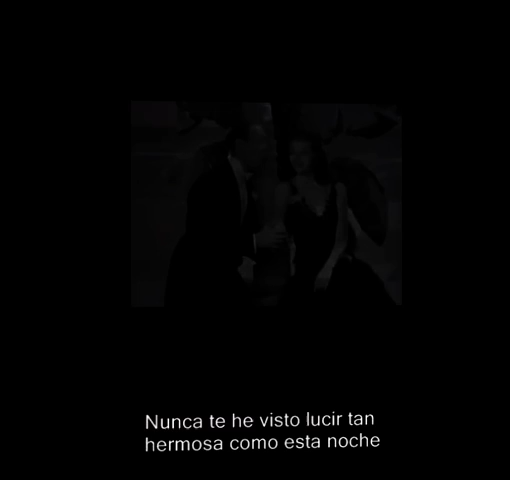 Nunca te he visto lucir tan
hermosa como esta noche